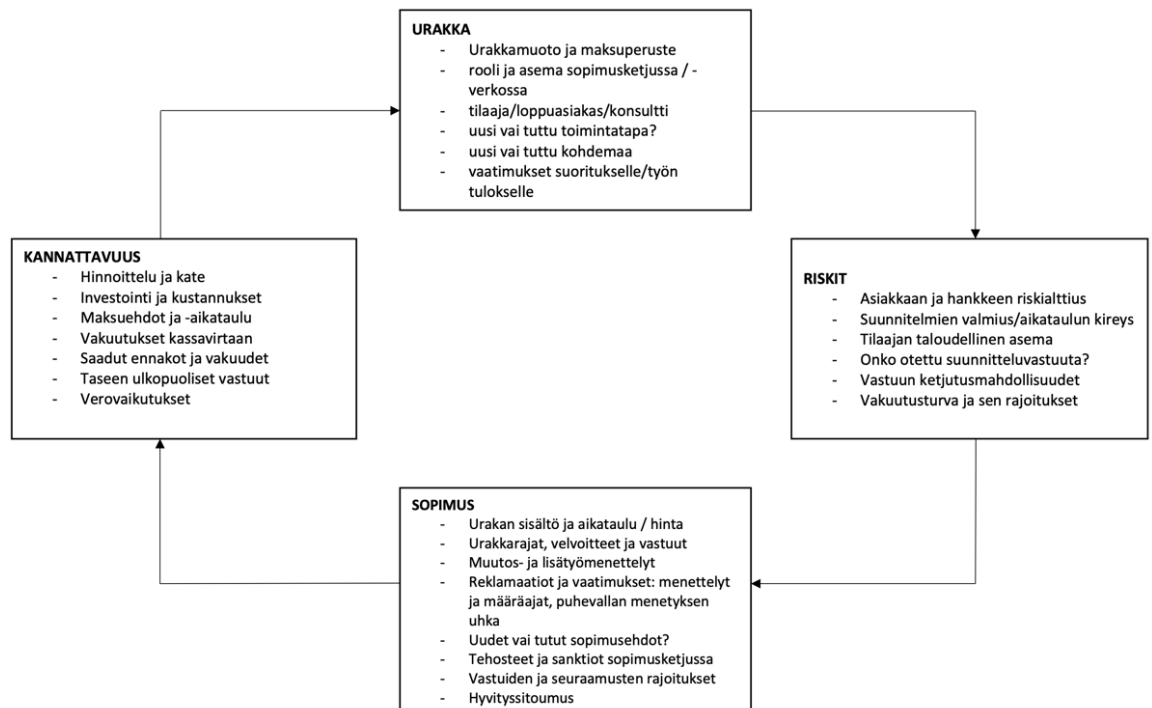 URAKKA
- Urakkamuoto ja maksuperuste
- rooli ja asema sopimusketjussa / -
verkossa
- tilaaja/loppuasiakas/konsultti
- uusi vai tuttu toimintatapa?
- uusi vai tuttu kohdemaa
- vaatimukset suoritukselle/työn
tulokselle
KANNATTAVUUS
- Hinnoittelu ja kate
- Investointi ja kustannukset
- Maksuehdot ja -aikataulu
- Vakuutukset kassavirtaan
- Saadut ennakot ja vakuudet
- Taseen ulkopuoliset vastuut
- Verovaikutukset
RISKIT
- Asiakkaan ja hankkeen riskialttius
- Suunnitelmien valmius/aikataulun kireys
- Tilaajan taloudellinen asema
- Onko otettu suunnitteluvastuuta?
- Vastuun ketjutusmahdollisuudet
- Vakuutusturva ja sen rajoitukset
SOPIMUS
- Urakan sisältö ja aikataulu / hinta
- Urakkarajat, velvoitteet ja vastuut
- Muutos- ja lisätyömenettelyt
- Reklamaatiot ja vaatimukset: menettelyt
ja määräajat, puhevallan menetyksen
uhka
- Uudet vai tutut sopimusehdot?
- Tehosteet ja sanktiot sopimusketjussa
- Vastuiden ja seuraamusten rajoitukset
- Hyvityssitoumus